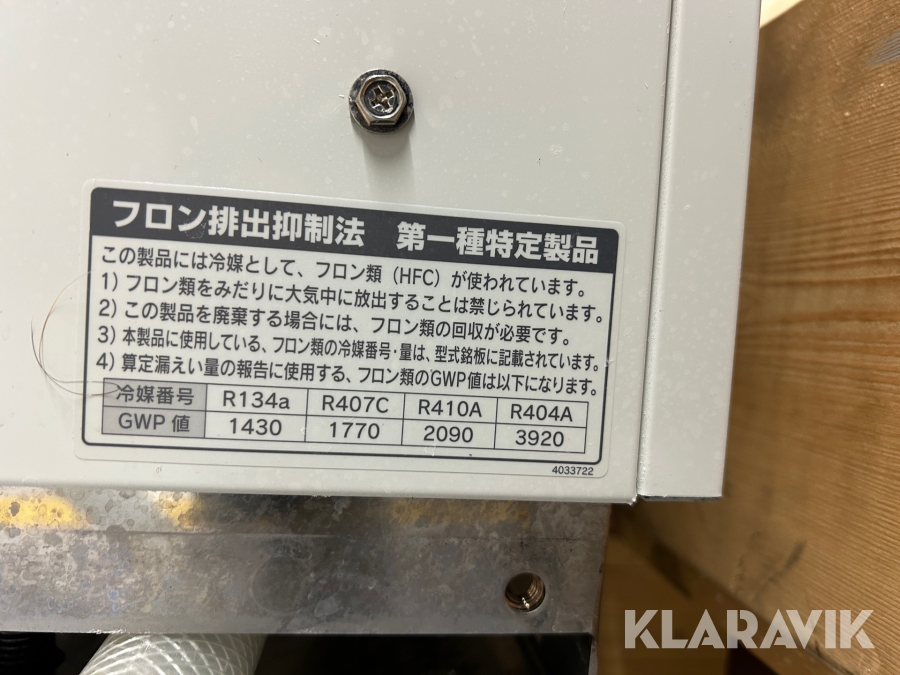 フロン排出抑制法　第一種特定製品
この製品には冷媒として、フロン類（HFC）が使われています。
1）フロン類をみだりに大気中に放出することは禁じられています。
2）この製品を廃棄する場合には、フロン類の回収が必要です。
3）本製品に使用している、フロン類の冷媒番号・量は、型式銘板に記載されています。
4）算定漏えい量の報告に使用する、フロン類のGWP値は以下になります。
冷媒番号 R134a R407C R410A R404A
GWP 値 1430 1770 2090 3920
4033722
KLARAVIK